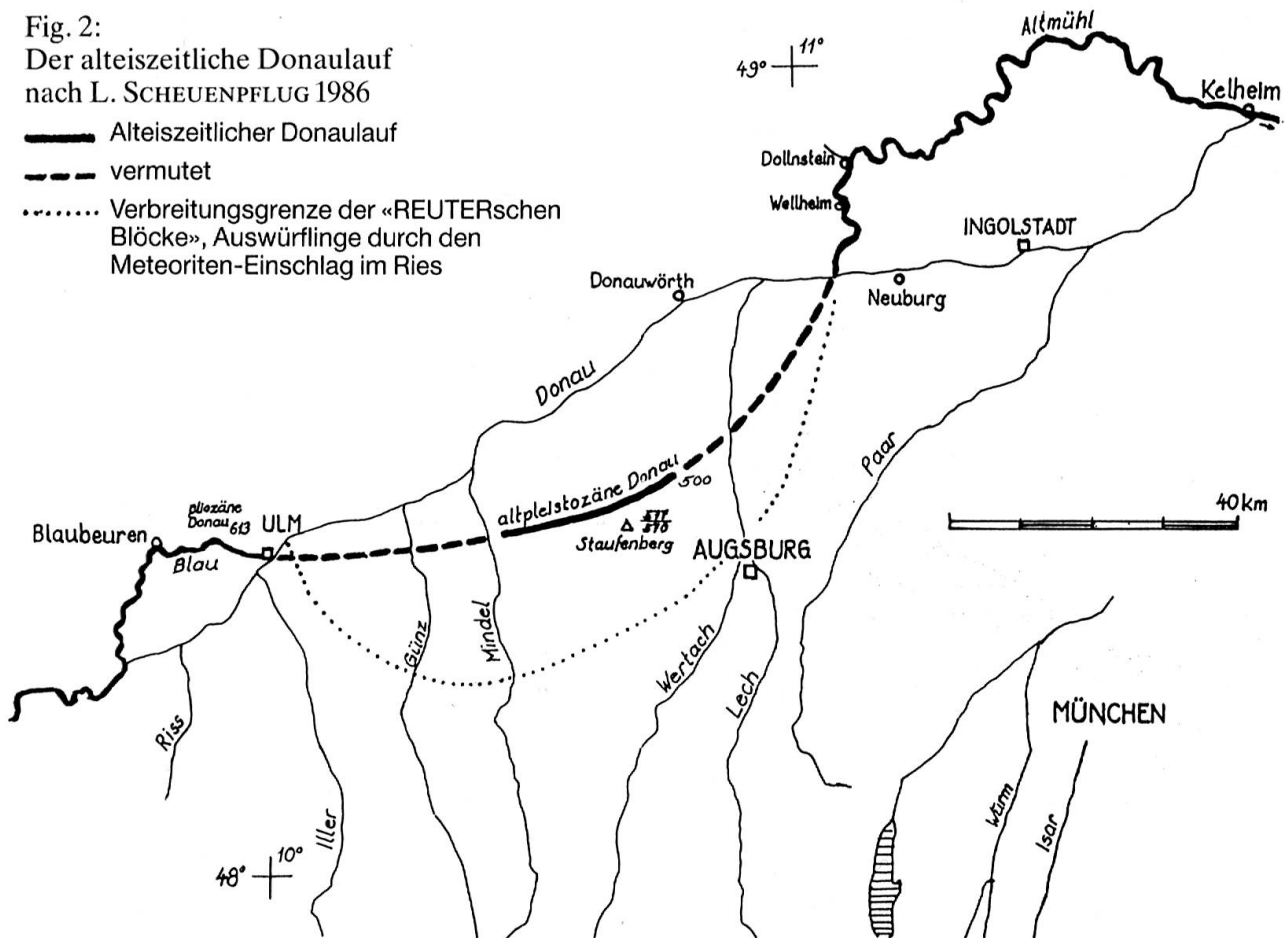 Fig. 2:
Der alteiszeitliche Donaulauf
nach L. SCHEUENPFLUG 1986
Alteiszeitlicher Donaulauf
vermutet
Verbreitungsgrenze der «REUTERschen
Blöcke», Auswürflinge durch den
Meteoriten-Einschlag im Ries
Altmühl
49° 11°
Kelheim
Dollnstein
Wellheim
INGOLSTADT
Donauwörth
Neuburg
Donau
Paar
altpleistozäne Donau
500
40 km
pliozäne
Donau 613
ULM
Blaubeuren
Blau
Staufenberg
AUGSBURG
Günz
Mindel
Wertach
Lech
Riss
MÜNCHEN
Iller
Würm
Isar
48° 10°